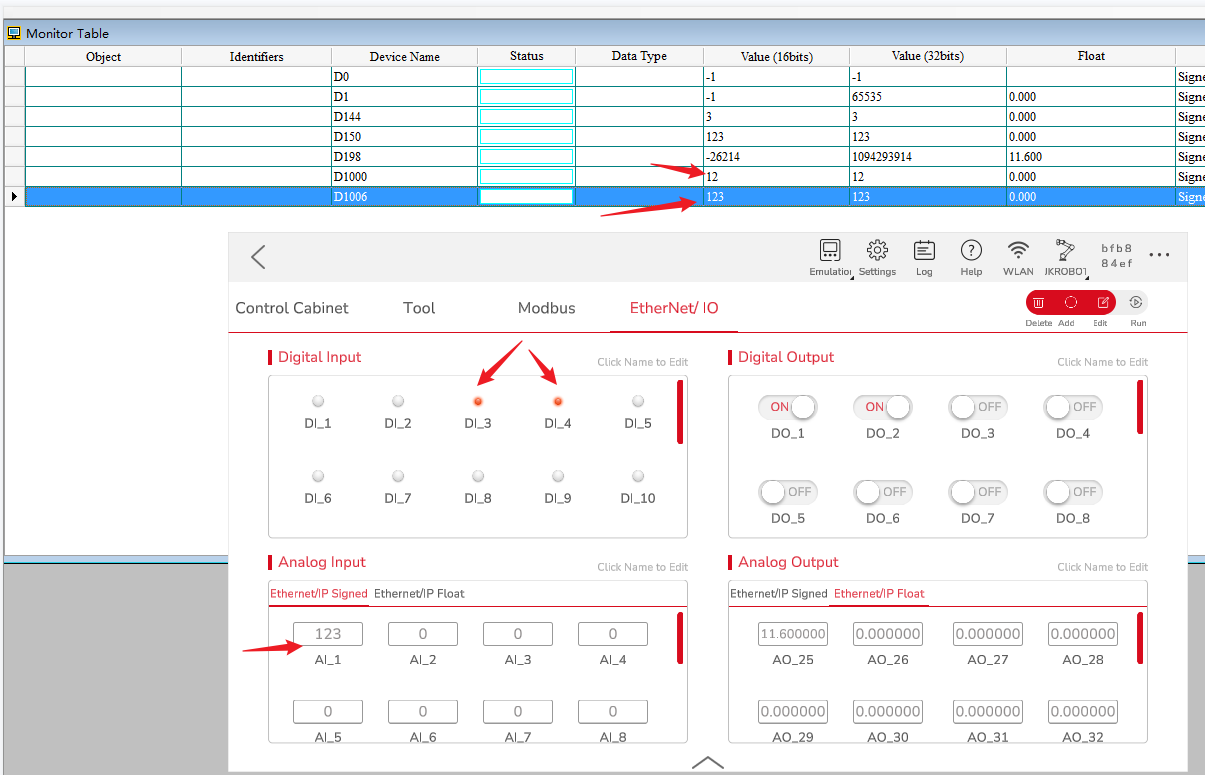 Monitor Table
Object Identifiers Device Name Status Data Type Value (16bits) Value (32bits) Float
D0 -1 -1 Signe
D1 -1 65535 0.000 Signe
D144 3 3 0.000 Signe
D150 123 123 0.000 Signe
D198 -26214 1094293914 11.600 Signe
D1000 12 12 0.000 Signe
D1006 123 123 0.000 Signe
Emulatio Settings Log Help WLAN JKROBOT bfb8
84ef
Control Cabinet Tool Modbus EtherNet/ IO
Delete Add Edit Run
Digital Input Click Name to Edit Digital Output Click Name to Edit
ON ON OFF OFF
DI_1 DI_2 DI_3 DI_4 DI_5 DO_1 DO_2 DO_3 DO_4
OFF OFF OFF OFF
DI_6 DI_7 DI_8 DI_9 DI_10 DO_5 DO_6 DO_7 DO_8
Analog Input Click Name to Edit Analog Output Click Name to Edit
Ethernet/IP Signed Ethernet/IP Float Ethernet/IP Signed Ethernet/IP Float
123 0 0 0 11.600000 0.000000 0.000000 0.000000
AI_1 AI_2 AI_3 AI_4 AO_25 AO_26 AO_27 AO_28
0 0 0 0 0.000000 0.000000 0.000000 0.000000
AI_5 AI_6 AI_7 AI_8 AO_29 AO_30 AO_31 AO_32